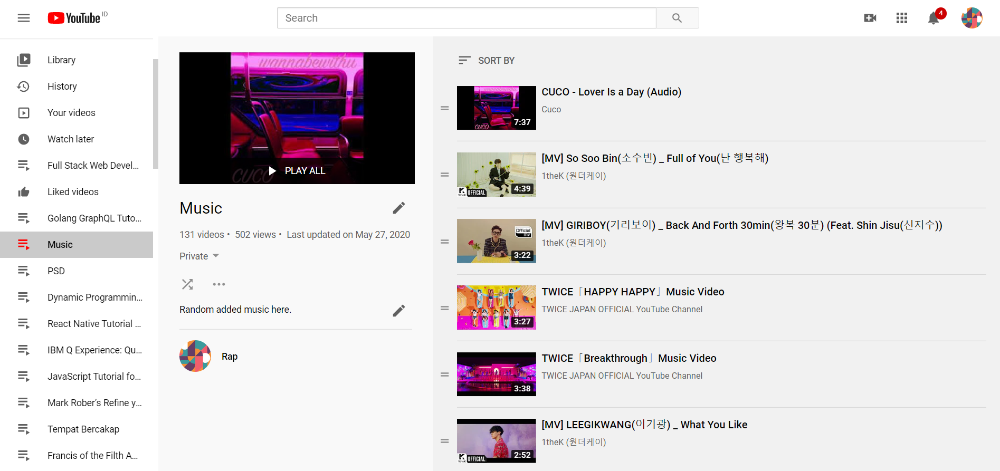 YouTube ID
Search
4
Library
History
Your videos
Watch later
Full Stack Web Devel...
Liked videos
Golang GraphQL Tuto...
Music
PSD
Dynamic Programmin...
React Native Tutorial ...
IBM Q Experience: Qu...
JavaScript Tutorial fo...
Mark Rober's Refine y...
Tempat Bercakap
Francis of the Filth A...
wannabewithu
CUCO
PLAY ALL
Music
131 videos • 502 views • Last updated on May 27, 2020
Private
Random added music here.
Rap
SORT BY
CUCO
7:37
CUCO - Lover Is a Day (Audio)
Cuco
OFFICIAL
4:39
[MV] So Soo Bin(소수빈) _ Full of You(난 행복해)
1theK (원더케이)
Official
MV
3:22
[MV] GIRIBOY(기리보이) _ Back And Forth 30min(왕복 30분) (Feat. Shin Jisu(신지수))
1theK (원더케이)
3:27
TWICE「HAPPY HAPPY」Music Video
TWICE JAPAN OFFICIAL YouTube Channel
3:38
TWICE「Breakthrough」Music Video
TWICE JAPAN OFFICIAL YouTube Channel
OFFICIAL
2:52
[MV] LEEGIKWANG(이기광) _ What You Like
1theK (원더케이)